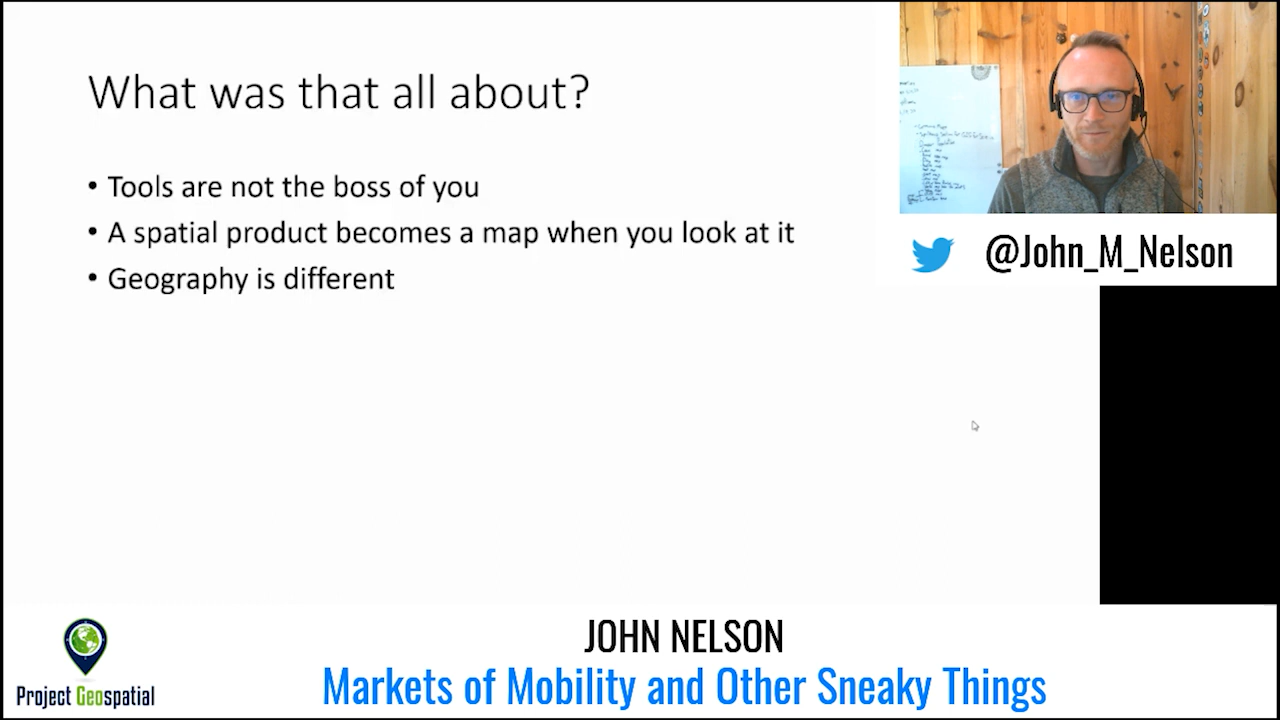 What was that all about?
• Tools are not the boss of you
• A spatial product becomes a map when you look at it
• Geography is different
@John_M_Nelson
JOHN NELSON
Markets of Mobility and Other Sneaky Things
Project Geospatial